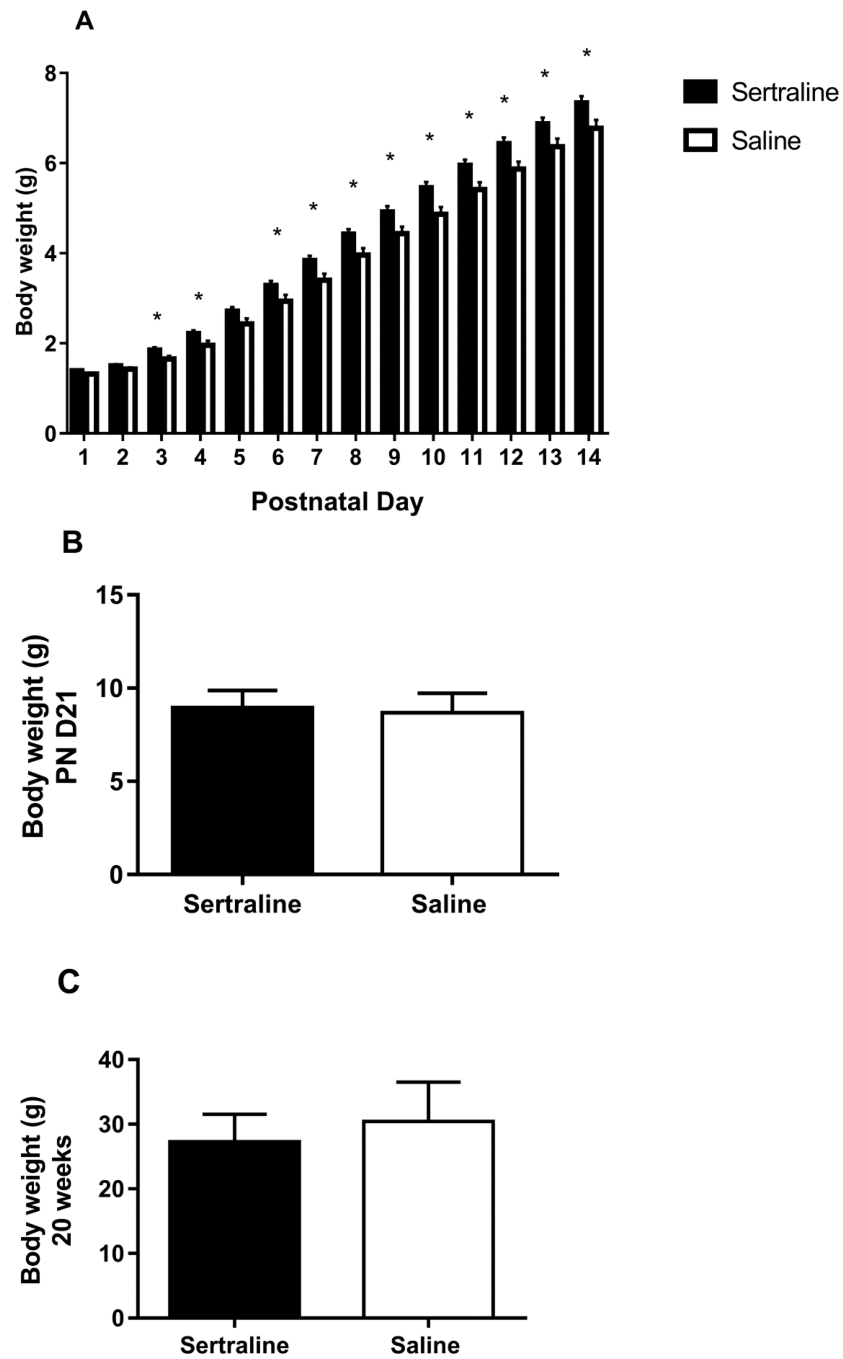 A
Body weight (g)
8
6
4
2
0
* * * * * * * * * * *
1 2 3 4 5 6 7 8 9 10 11 12 13 14
Postnatal Day
Sertraline
Saline
B
Body weight (g)
PN D21
15
10
5
0
Sertraline Saline
C
Body weight (g)
20 weeks
40
30
20
10
0
Sertraline Saline